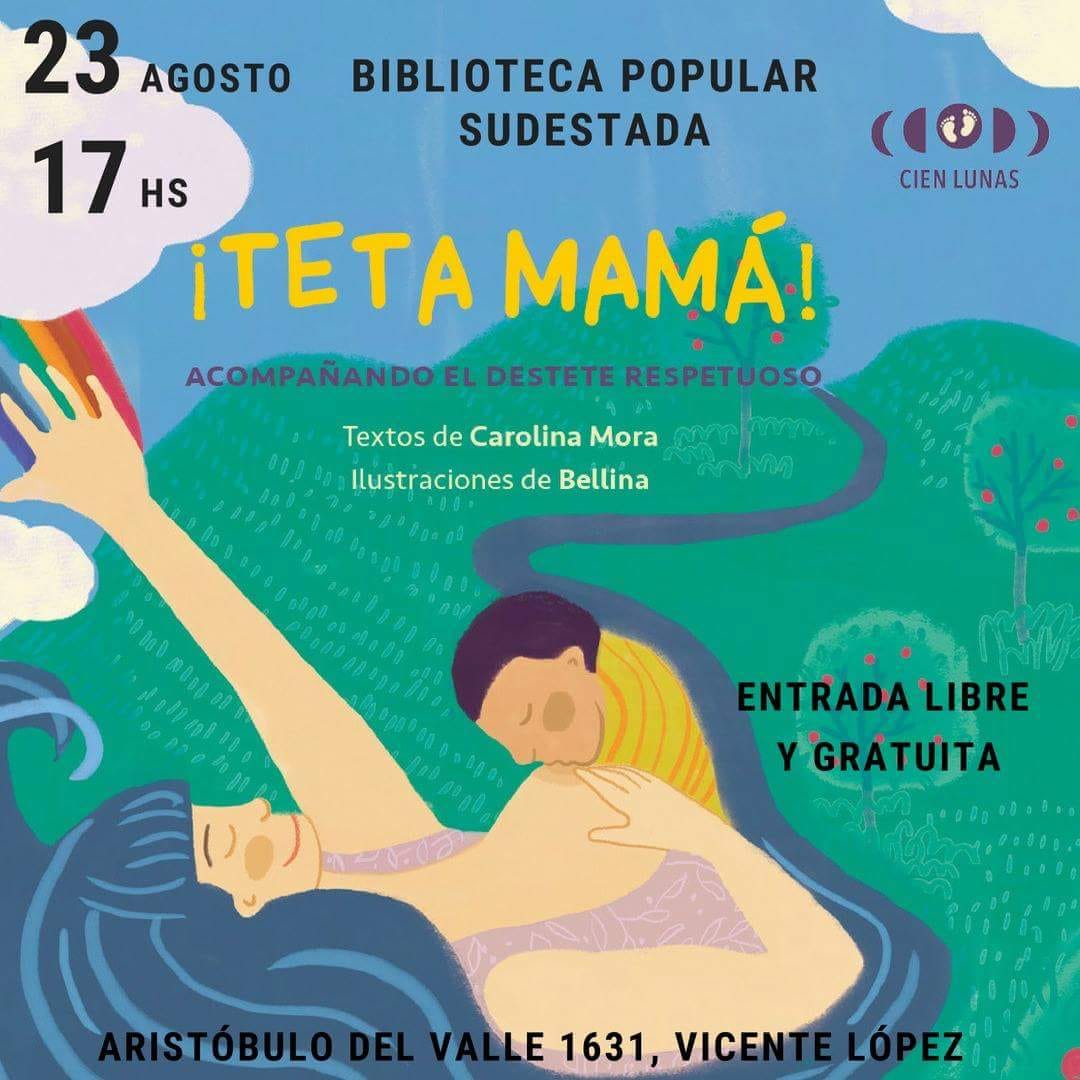 23 AGOSTO
17 HS
BIBLIOTECA POPULAR
SUDESTADA
CIEN LUNAS
¡TETA MAMÁ!
ACOMPAÑANDO EL DESTETE RESPETUOSO
Textos de Carolina Mora
Ilustraciones de Bellina
ENTRADA LIBRE
Y GRATUITA
ARISTÓBULO DEL VALLE 1631, VICENTE LÓPEZ